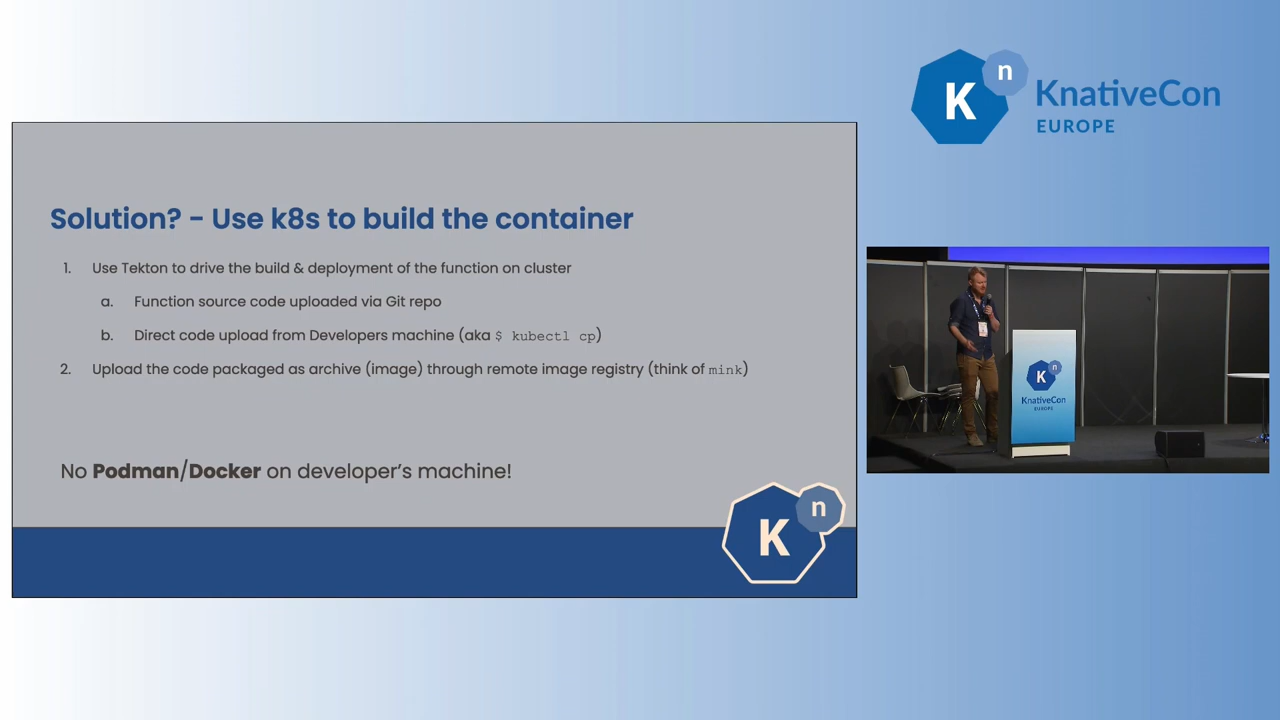 K n
KnativeCon
EUROPE
Solution? - Use k8s to build the container
1. Use Tekton to drive the build & deployment of the function on cluster
a. Function source code uploaded via Git repo
b. Direct code upload from Developers machine (aka $ kubectl cp)
2. Upload the code packaged as archive (image) through remote image registry (think of mink)
No Podman/Docker on developer's machine!
K n
K n
KnativeCon
EUROPE